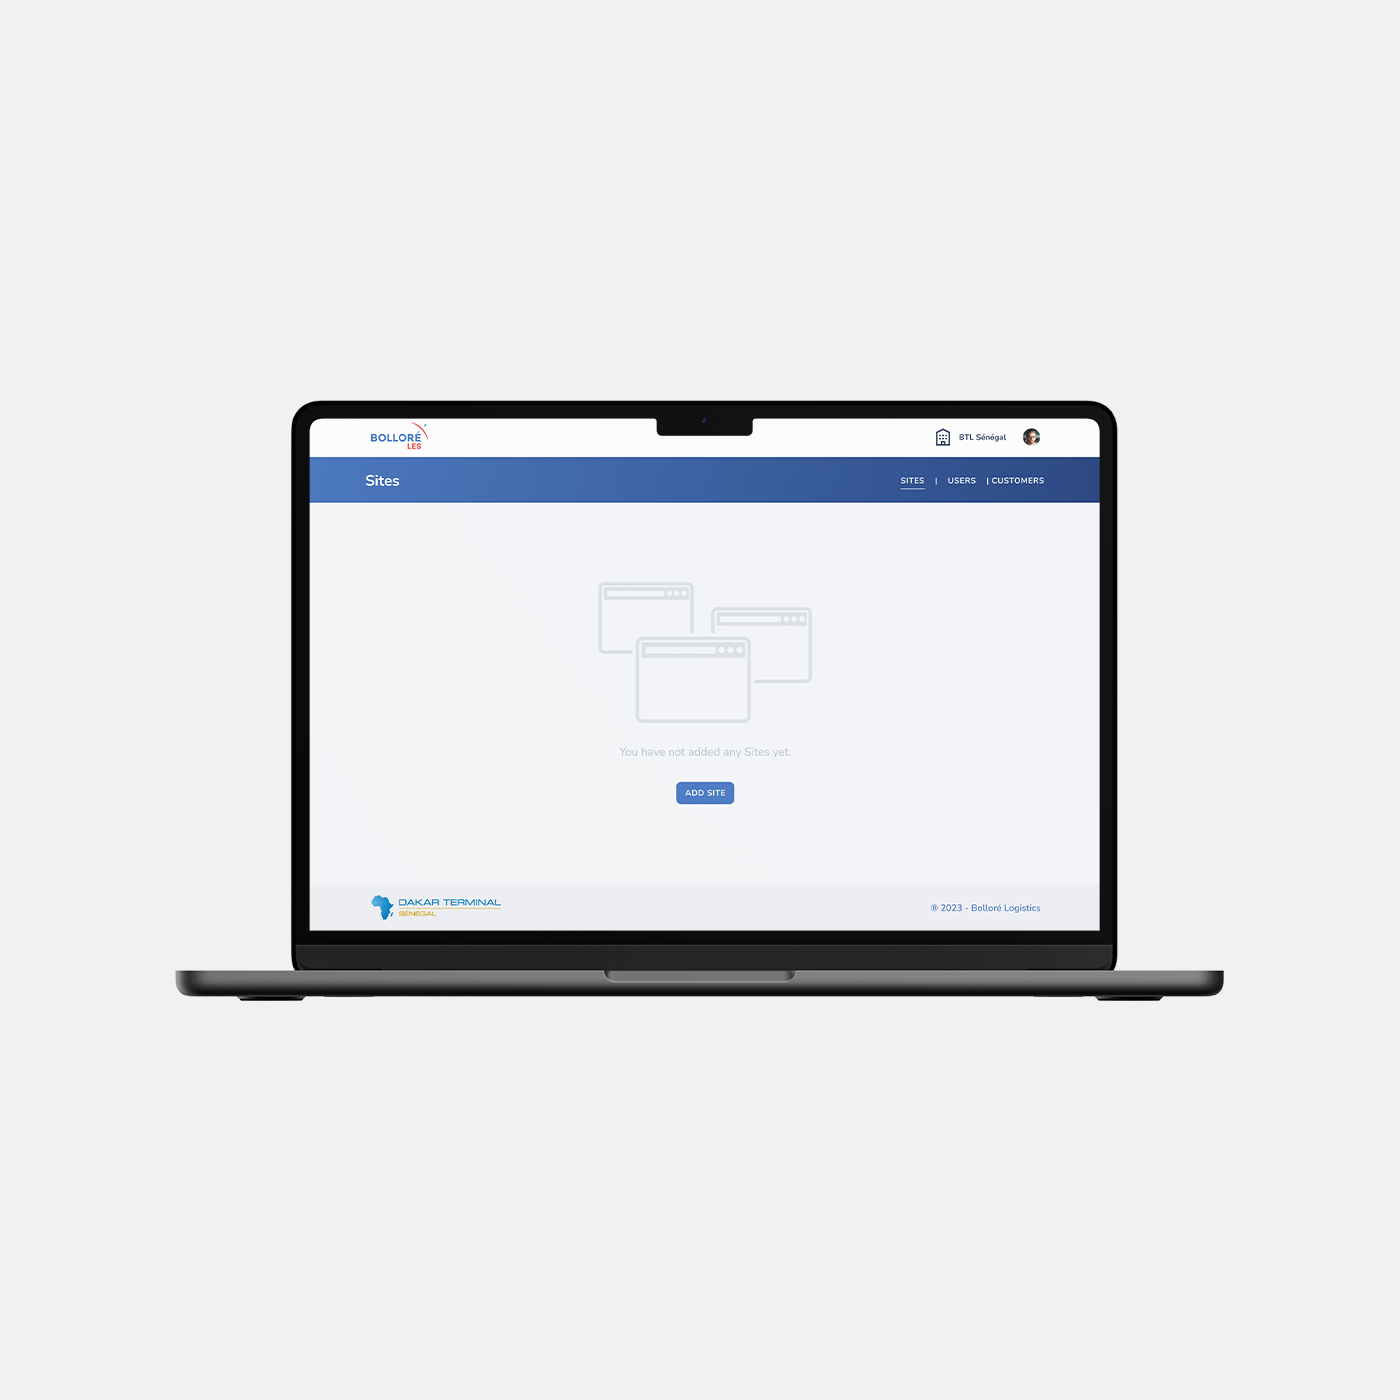 BOLLORÉ
LES
BTL Sénégal
Sites
SITES | USERS | CUSTOMERS
You have not added any Sites yet.
ADD SITE
DAKAR TERMINAL
SÉNÉGAL
® 2023 - Bolloré Logistics